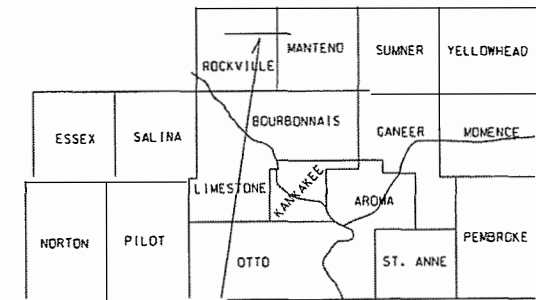 MANTENO SUMNER YELLOWHEAD
ROCKVILLE
BOURBONNAIS
ESSEX SALINA GANEER MOMENCE
LIMESTONE KANKAKEE AROMA
NORTON PILOT PEMBROKE
OTTO ST. ANNE